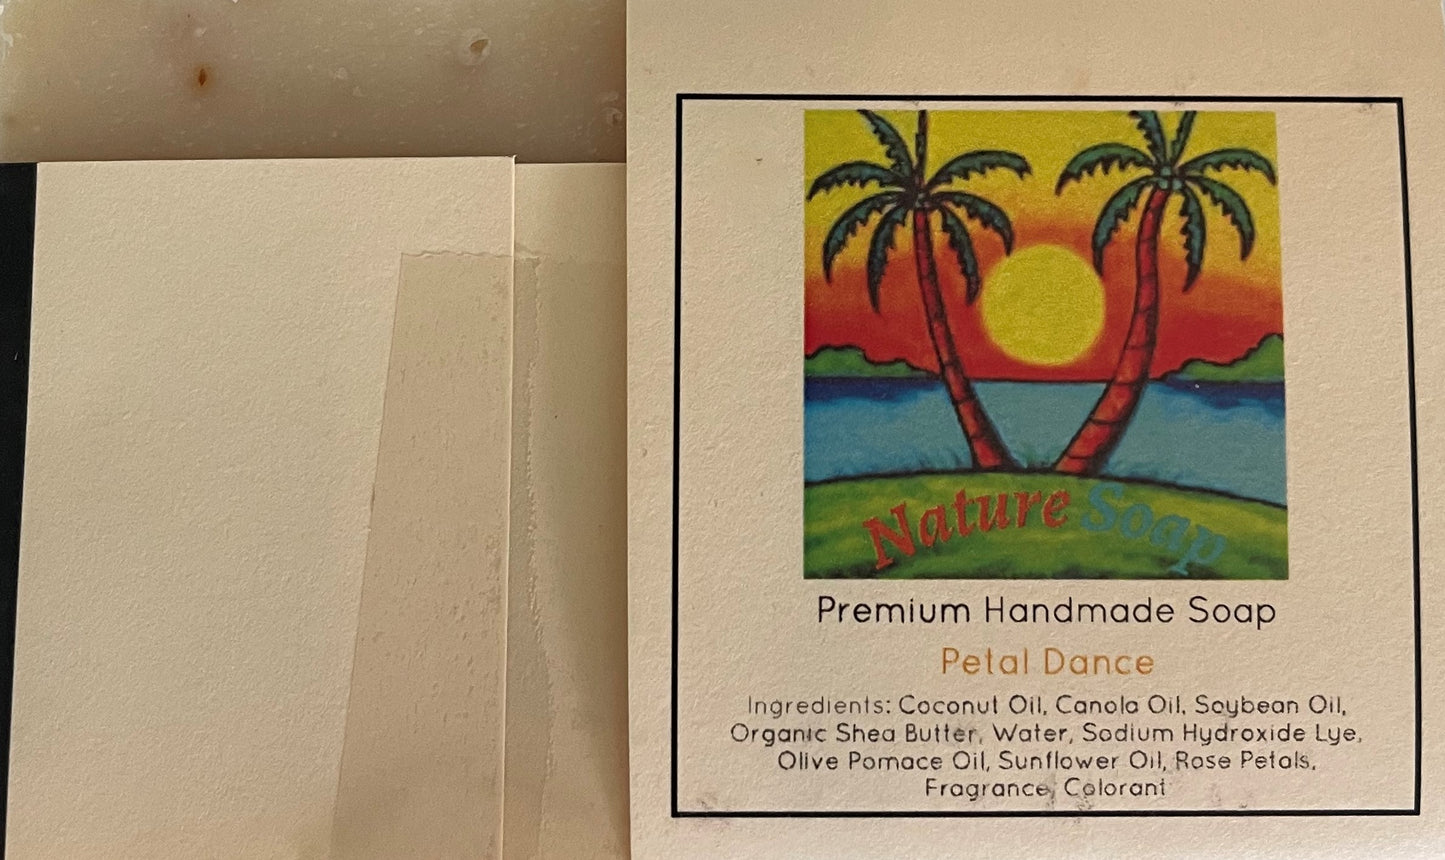 Nature Soap
Premium Handmade Soap
Petal Dance
Ingredients: Coconut Oil, Canola Oil, Soybean Oil,
Organic Shea Butter, Water, Sodium Hydroxide Lye,
Olive Pomace Oil, Sunflower Oil, Rose Petals,
Fragrance, Colorant